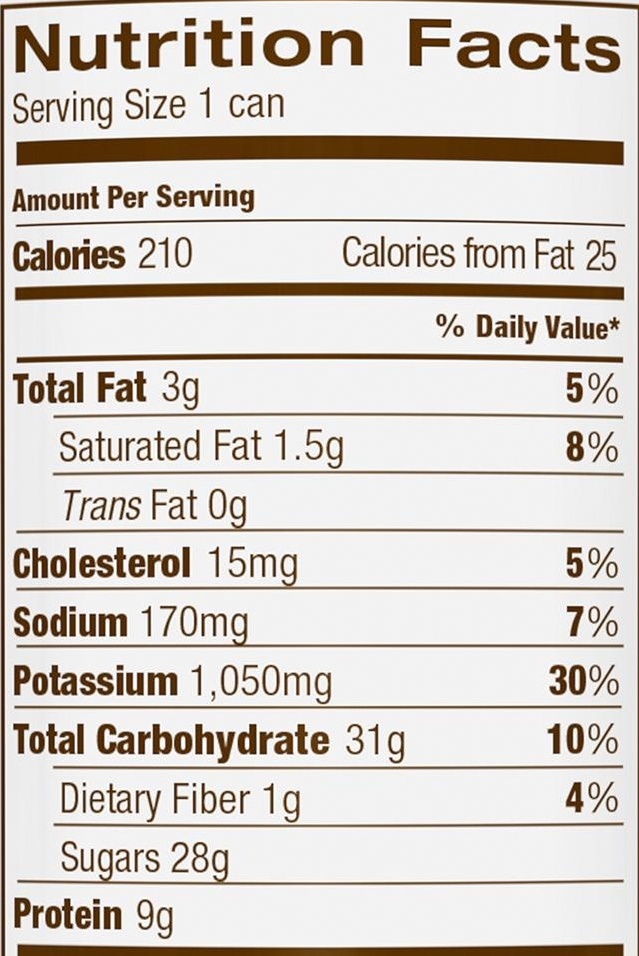 Nutrition Facts
Serving Size 1 can
Amount Per Serving
Calories 210 Calories from Fat 25
% Daily Value*
Total Fat 3g 5%
Saturated Fat 1.5g 8%
Trans Fat 0g
Cholesterol 15mg 5%
Sodium 170mg 7%
Potassium 1,050mg 30%
Total Carbohydrate 31g 10%
Dietary Fiber 1g 4%
Sugars 28g
Protein 9g